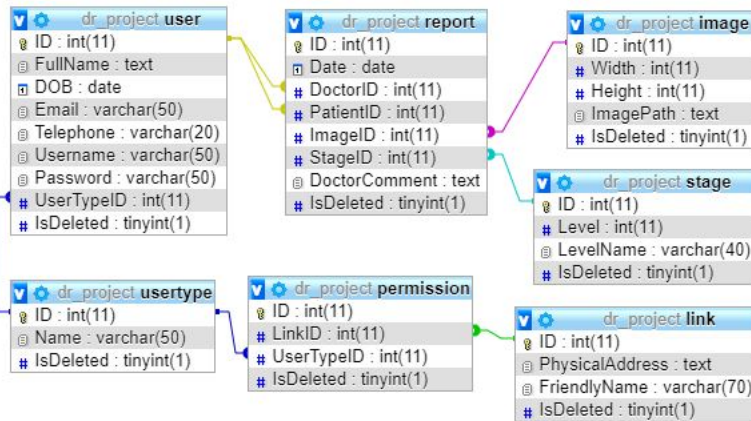 dr_project user
ID : int(11)
FullName : text
DOB : date
Email : varchar(50)
Telephone : varchar(20)
Username : varchar(50)
Password : varchar(50)
UserTypeID : int(11)
IsDeleted : tinyint(1)
dr_project report
ID : int(11)
Date : date
DoctorID : int(11)
PatientID : int(11)
ImageID : int(11)
StageID : int(11)
DoctorComment : text
IsDeleted : tinyint(1)
dr_project image
ID : int(11)
Width : int(11)
Height : int(11)
ImagePath : text
IsDeleted : tinyint(1)
dr_project stage
ID : int(11)
Level : int(11)
LevelName : varchar(40)
IsDeleted : tinyint(1)
dr_project usertype
ID : int(11)
Name : varchar(50)
IsDeleted : tinyint(1)
dr_project permission
ID : int(11)
LinkID : int(11)
UserTypeID : int(11)
IsDeleted : tinyint(1)
dr_project link
ID : int(11)
PhysicalAddress : text
FriendlyName : varchar(70)
IsDeleted : tinyint(1)